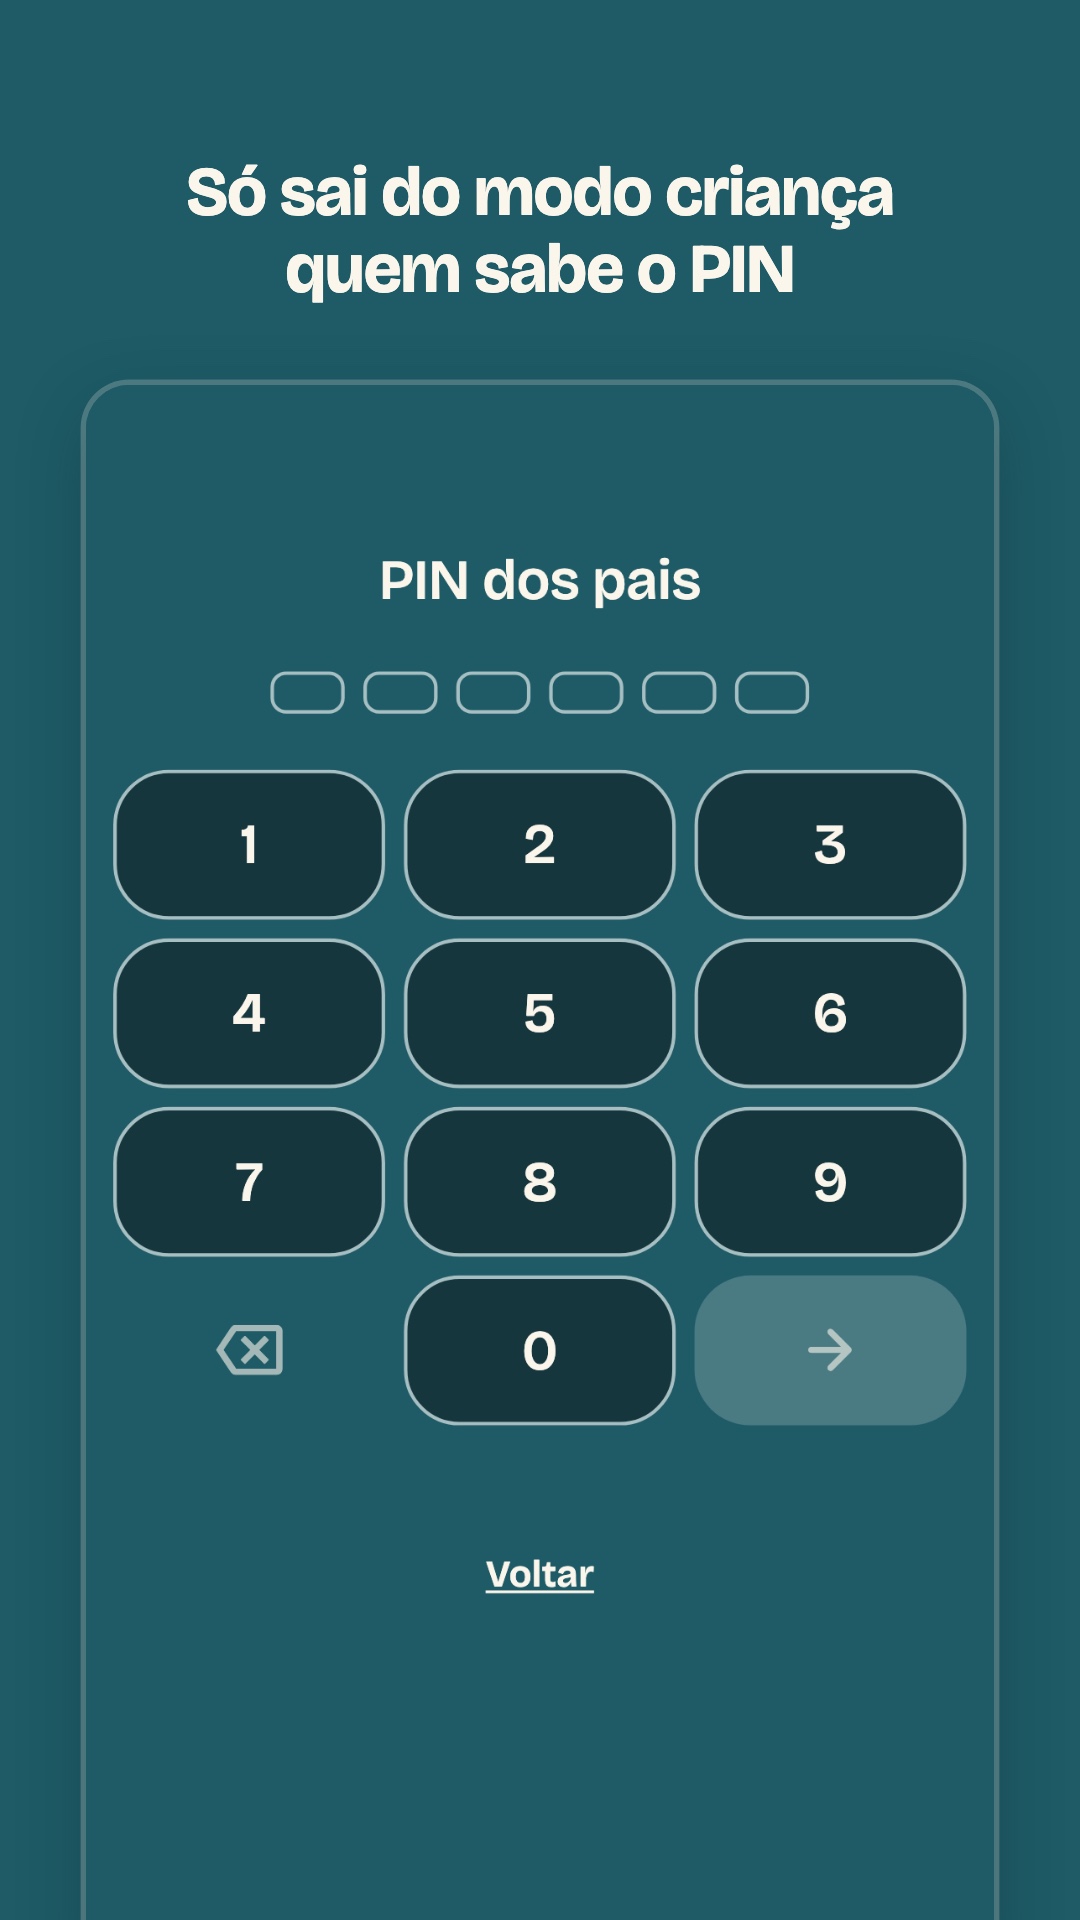 Só sai do modo criança
quem sabe o PIN
PIN dos pais
1 2 3
4 5 6
7 8 9
0
Voltar